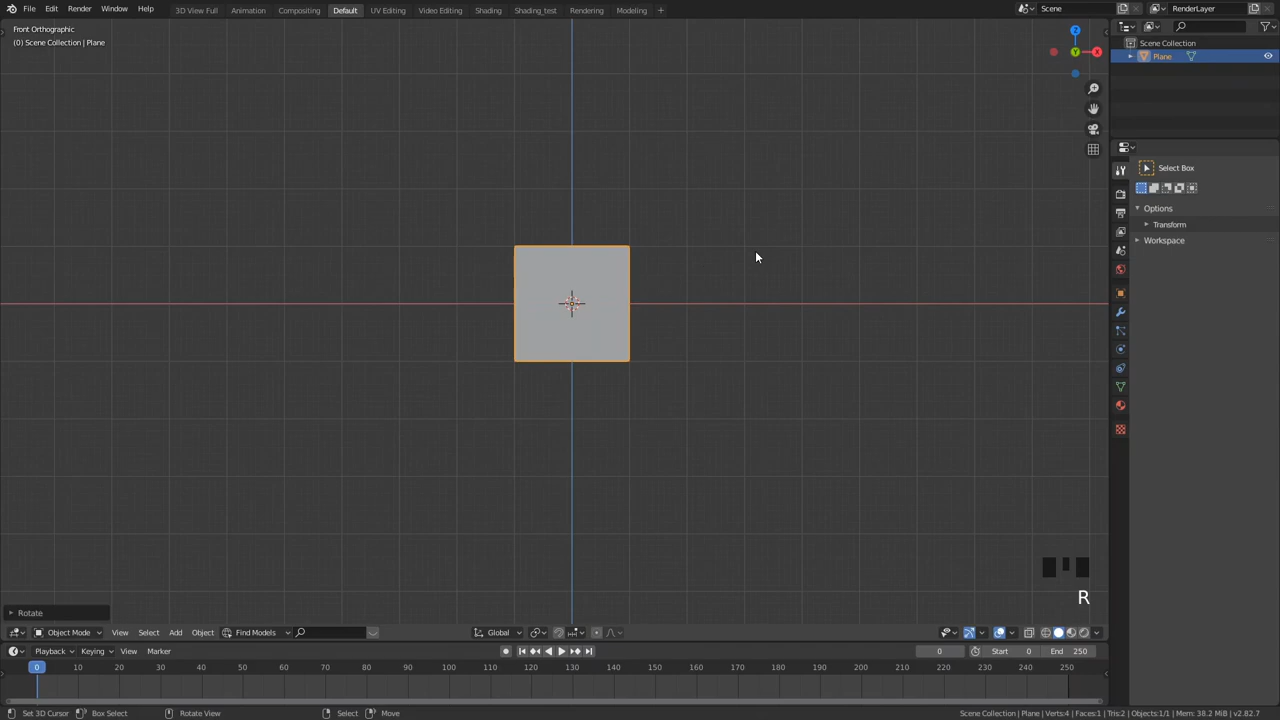 File Edit Render Window Help 3D View Full Animation Compositing Default UV Editing Video Editing Shading Shading_test Rendering Modeling + Scene RenderLayer
Front Orthographic
(0) Scene Collection | Plane
Z
Y
X
Scene Collection
Plane
Select Box
Options
Transform
Workspace
R
Rotate
Object Mode View Select Add Object Find Models Global
Playback Keying View Marker 0 Start 0 End 250
0 10 20 30 40 50 60 70 80 90 100 110 120 130 140 150 160 170 180 190 200 210 220 230 240 250
Set 3D Cursor Box Select Rotate View Select Move Scene Collection | Plane | Verts:4 | Faces:1 | Tris:2 | Objects:1/1 | Mem: 38.2 MiB | v2.82.7